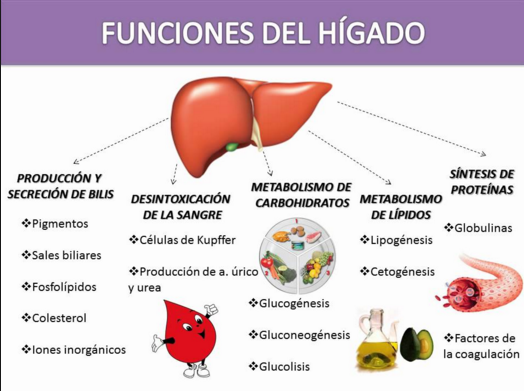 FUNCIONES DEL HÍGADO
PRODUCCIÓN Y
SECRECIÓN DE BILIS
❖Pigmentos
❖Sales biliares
❖Fosfolípidos
❖Colesterol
❖Iones inorgánicos
DESINTOXICACIÓN
DE LA SANGRE
❖Células de Kupffer
❖Producción de a. úrico
y urea
METABOLISMO DE
CARBOHIDRATOS
❖Glucogénesis
❖Gluconeogénesis
❖Glucolisis
METABOLISMO
DE LÍPIDOS
❖Lipogénesis
❖Cetogénesis
SÍNTESIS DE
PROTEÍNAS
❖Globulinas
❖Factores de
la coagulación